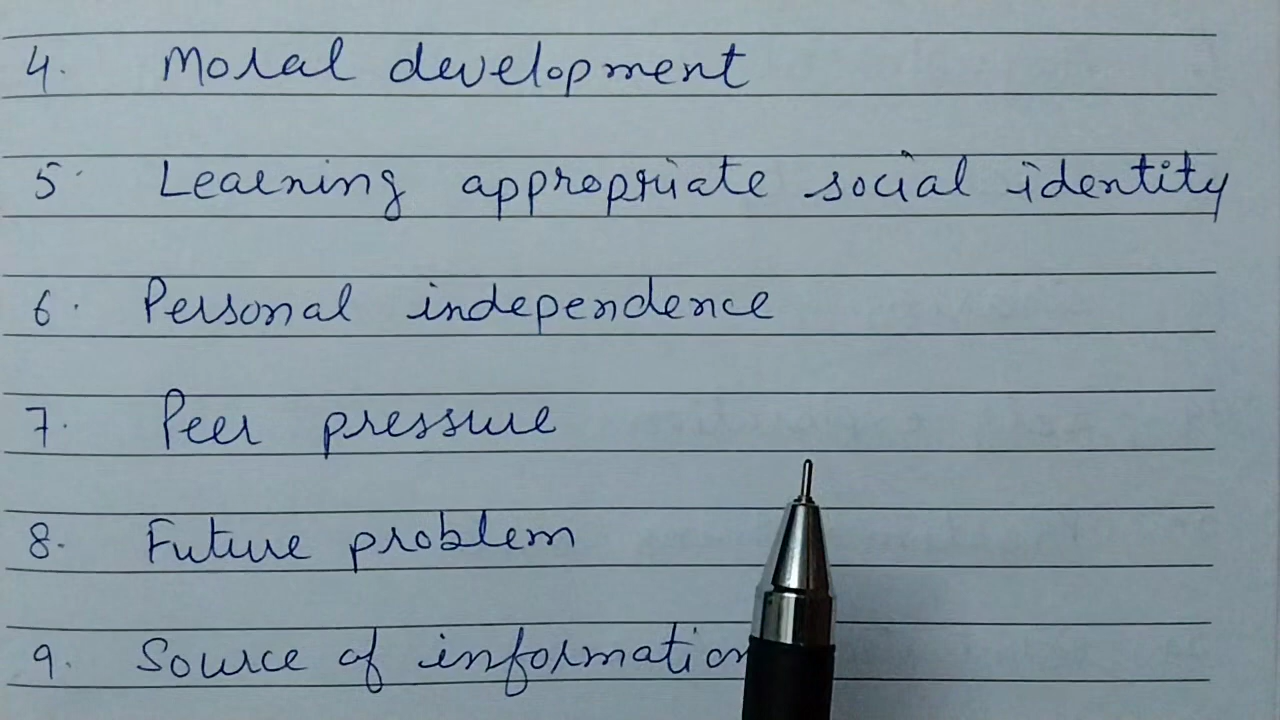 4. Moral development
5. Learning appropriate social identity
6. Personal independence
7. Peer pressure
8. Future problem
9. Source of information